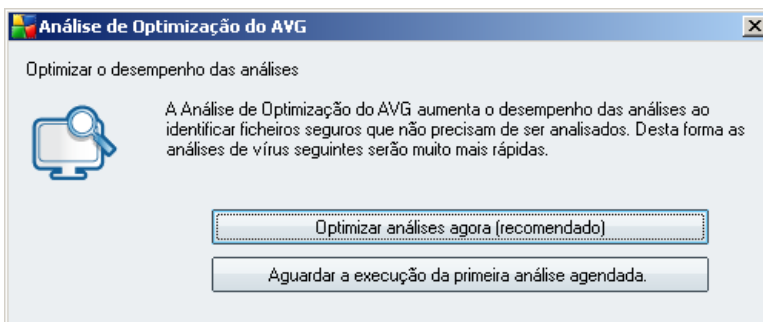 Análise de Optimização do AVG
Optimizar o desempenho das análises
A Análise de Optimização do AVG aumenta o desempenho das análises ao
identificar ficheiros seguros que não precisam de ser analisados. Desta forma as
análises de vírus seguintes serão muito mais rápidas.
Optimizar análises agora (recomendado)
Aguardar a execução da primeira análise agendada.